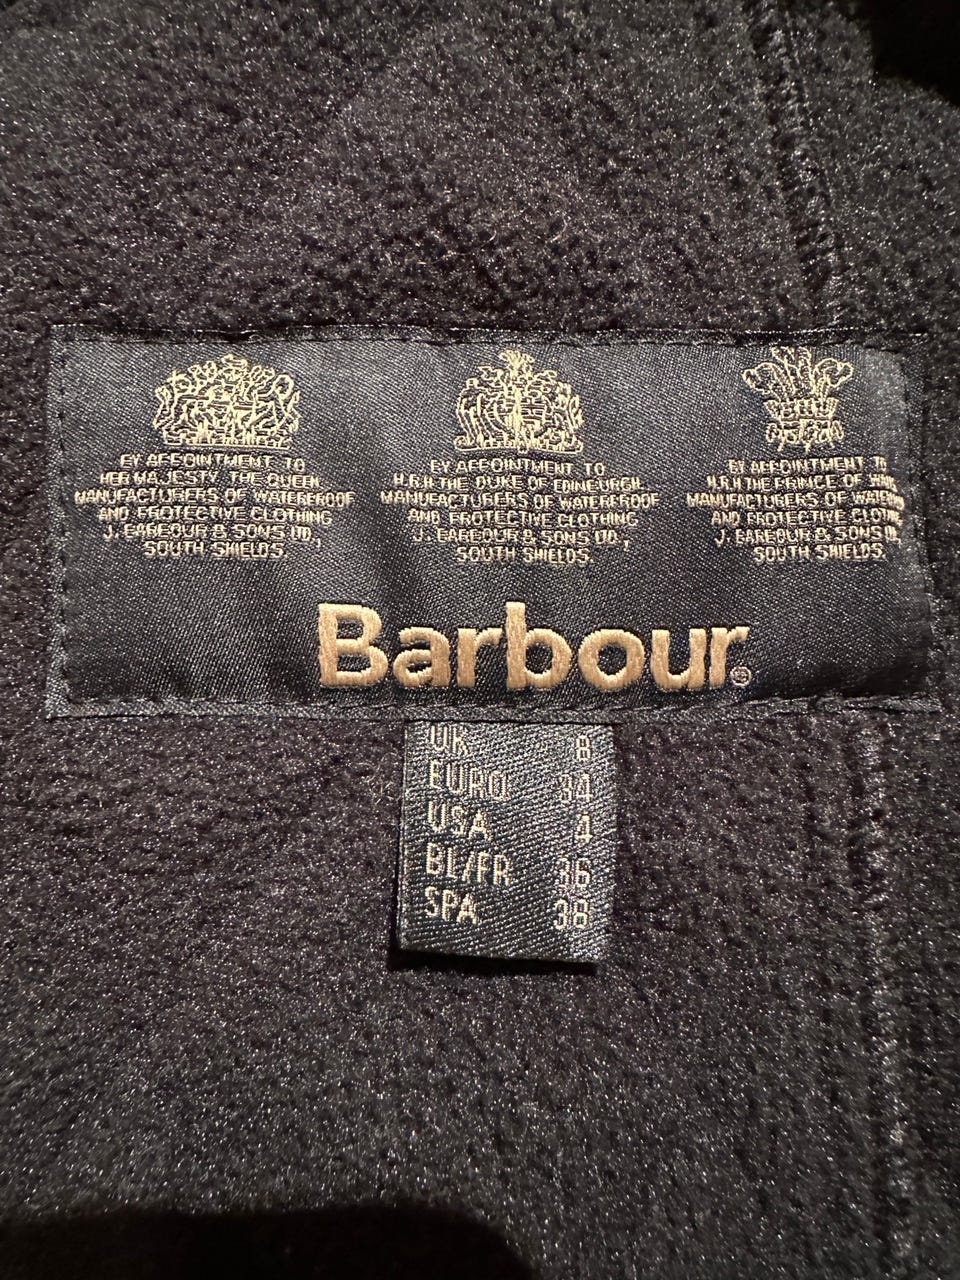 BY APPOINTMENT TO
HER MAJESTY THE QUEEN
MANUFACTURERS OF WATERPROOF
AND PROTECTIVE CLOTHING
J. BARBOUR & SONS LTD.,
SOUTH SHIELDS.
BY APPOINTMENT TO
H.R.H. THE DUKE OF EDINBURGH.
MANUFACTURERS OF WATERPROOF
AND PROTECTIVE CLOTHING
J. BARBOUR & SONS LTD.,
SOUTH SHIELDS.
BY APPOINTMENT TO
H.R.H THE PRINCE OF WALES
MANUFACTURERS OF
AND PROTECTIVE
J. BARBOUR & SONS LTD.,
SOUTH SHIELDS.
Barbour®
UK 8
EURO 34
USA 4
BL/FR 36
SPA 38